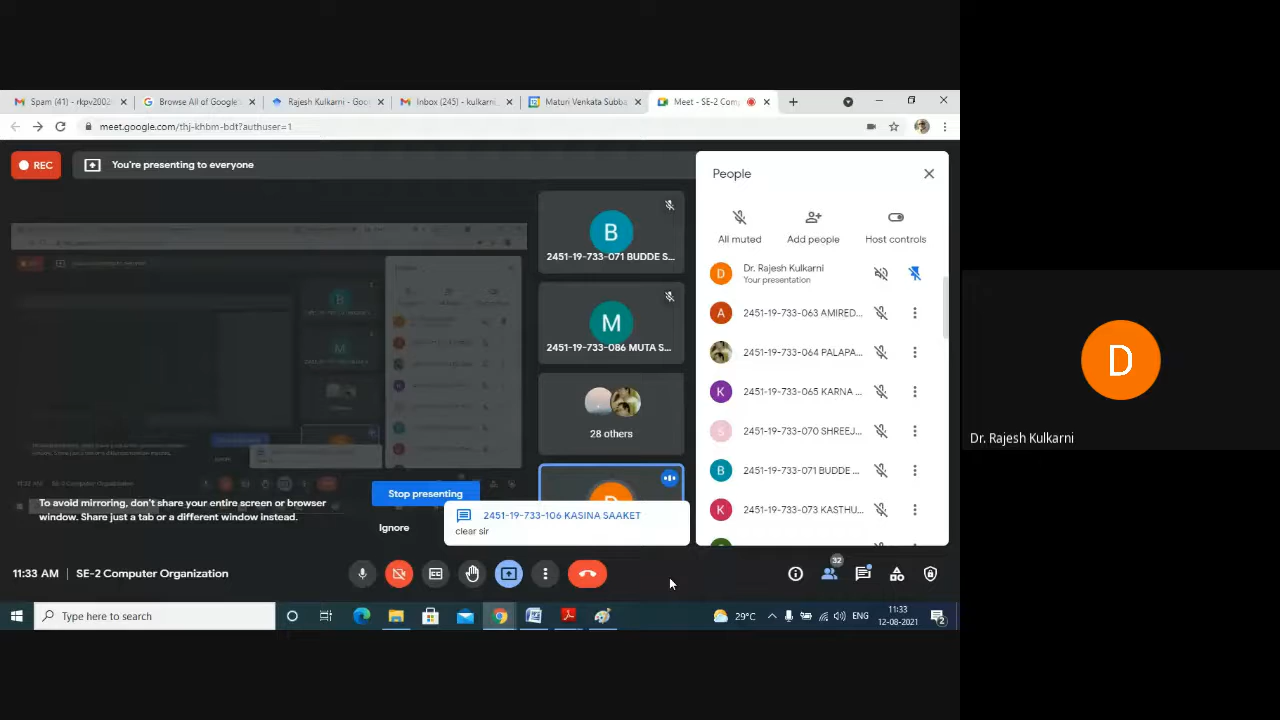 Spam (41) - rkpv2002
Browse All of Google S
Rajesh Kulkarni - Goo
Inbox (245) - kulkarni_
Maturi Venkata Subba
Meet - SE-2 Com
meet.google.com/thj-khbm-bdt?authuser=1
REC
You're presenting to everyone
People
All muted
Add people
Host controls
D
Dr. Rajesh Kulkarni
Your presentation
A
2451-19-733-063 AMIRED...
2451-19-733-064 PALAPA...
K
2451-19-733-065 KARNA ...
2451-19-733-070 SHREEJ...
B
2451-19-733-071 BUDDE ...
K
2451-19-733-073 KASTHU...
B
2451-19-733-071 BUDDE S...
M
2451-19-733-086 MUTA S...
28 others
D
To avoid mirroring, don't share your entire screen or browser
window. Share just a tab or a different window instead.
Stop presenting
Ignore
2451-19-733-106 KASINA SAAKET
clear sir
11:33 AM | SE-2 Computer Organization
32
Type here to search
29°C
ENG
11:33
12-08-2021
2
D
Dr. Rajesh Kulkarni